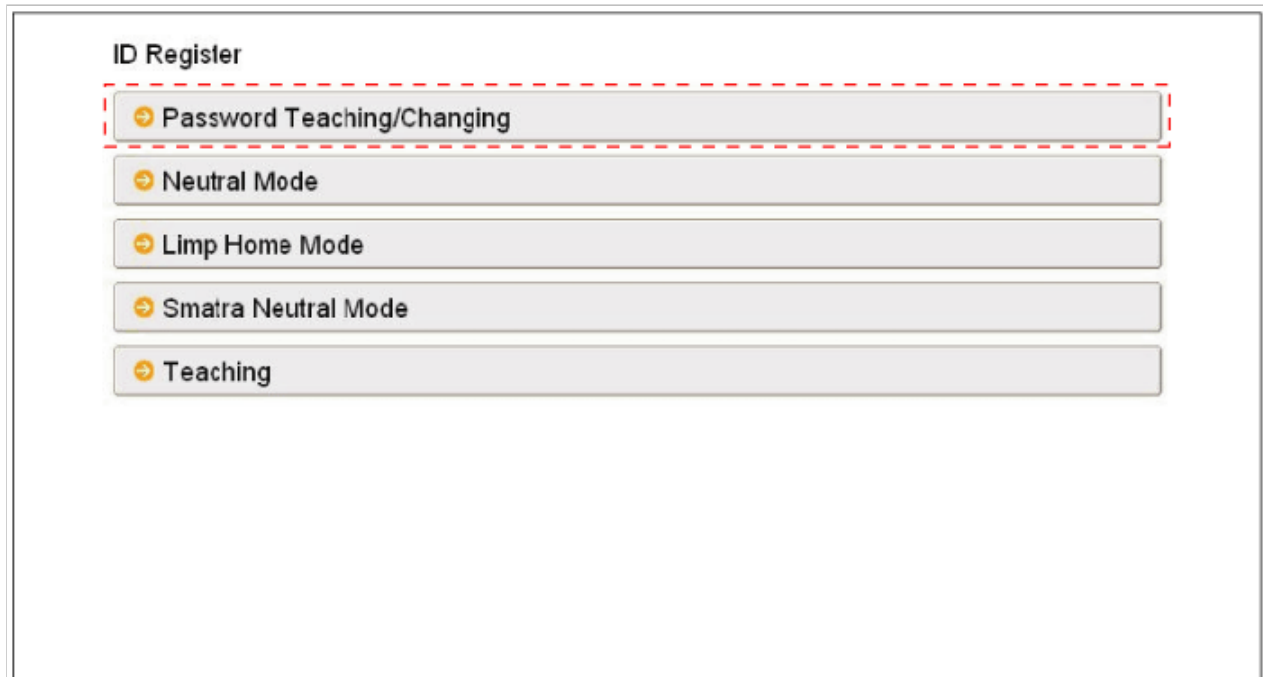 ID Register
Password Teaching/Changing
Neutral Mode
Limp Home Mode
Smatra Neutral Mode
Teaching